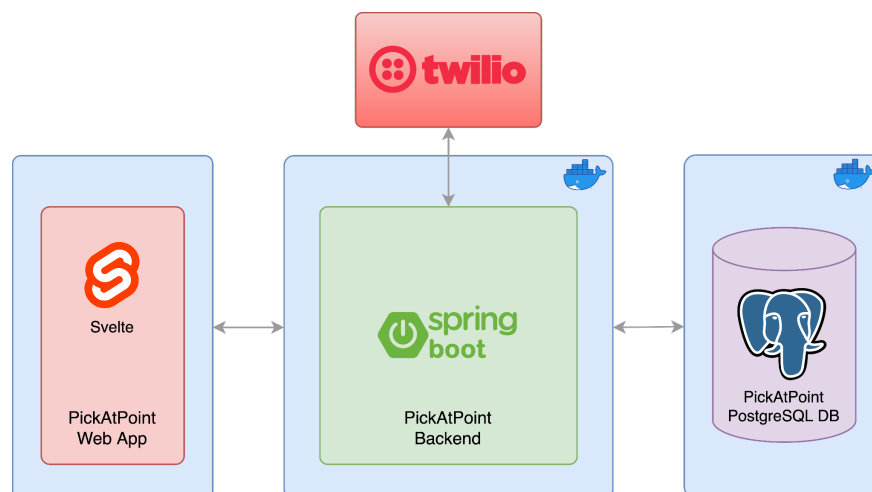 twilio
Svelte
PickAtPoint
Web App
spring
boot
PickAtPoint
Backend
PickAtPoint
PostgreSQL DB